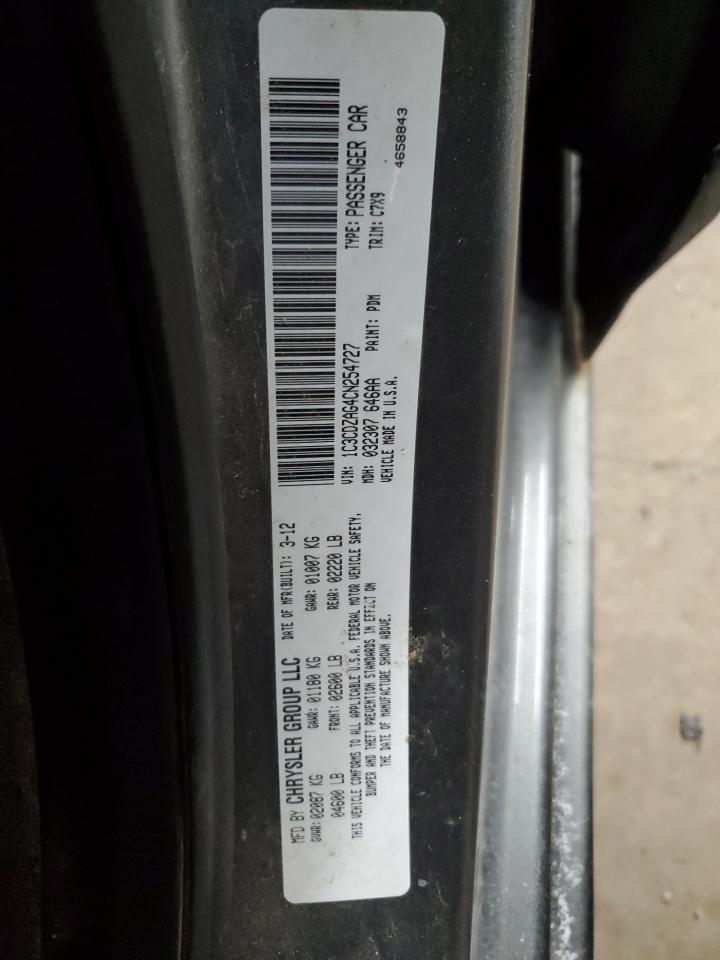 MFD BY CHRYSLER GROUP LLC DATE OF MFR(BUILT): 3-12
GVWR: 02087 KG GAWR: 01180 KG GAWR: 01007 KG
04600 LB FRONT: 02600 LB REAR: 02220 LB
THIS VEHICLE CONFORMS TO ALL APPLICABLE U.S.A. FEDERAL MOTOR VEHICLE SAFETY,
BUMPER AND THEFT PREVENTION STANDARDS IN EFFECT ON
THE DATE OF MANUFACTURE SHOWN ABOVE.
VIN: 1C3CDZAG4CN254727 TYPE: PASSENGER CAR
MDH: 032307 646AA PAINT: PDM TRIM: C7X9
VEHICLE MADE IN U.S.A.
4658843